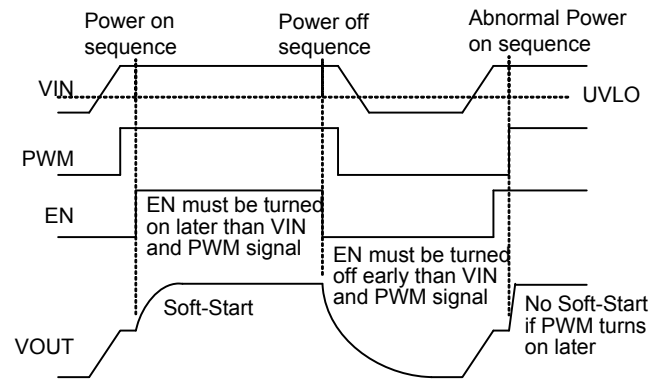 Power on
sequence
Power off
sequence
Abnormal Power
on sequence
VIN
UVLO
PWM
EN
EN must be turned
on later than VIN
and PWM signal
EN must be turned
off early than VIN
and PWM signal
Soft-Start
No Soft-Start
if PWM turns
on later
VOUT